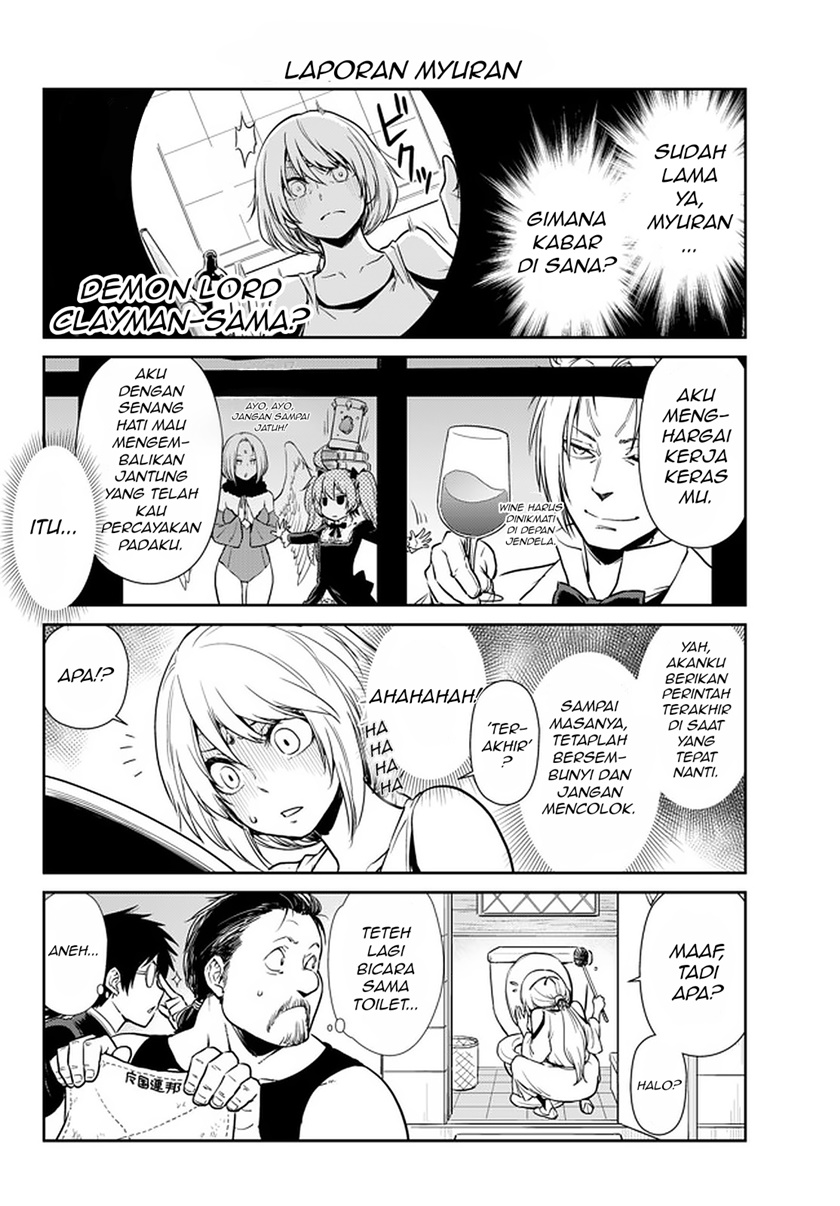 LAPORAN MYURAN
SUDAH
LAMA
YA,
MYURAN
...
GIMANA
KABAR
DI SANA?
ビクッ
DEMON LORD
CLAYMAN-SAMA?
AKU
MENG-
HARGAI
KERJA
KERAS
MU.
WINE HARUS
DINIKMATI
DI DEPAN
JENDELA.
AYO, AYO,
JANGAN SAMPAI
JATUH!
AKU
DENGAN
SENANG
HATI MAU
MENGEM-
BALIKAN
JANTUNG
YANG TELAH
KAU
PERCAYAKAN
PADAKU.
ITU...
YAH,
AKANKU
BERIKAN
PERINTAH
TERAKHIR
DI SAAT
YANG
TEPAT
NANTI.
SAMPAI
MASANYA,
TETAPLAH
BERSEM-
BUNYI DAN
JANGAN
MENCOLOK.
'TER-
AKHIR'
?
AHAHAHAH!
HA
HA
HA
HA
APA!?
MAAF,
TADI
APA?
HALO?
TETEH
LAGI
BICARA
SAMA
TOILET...
ANEH...